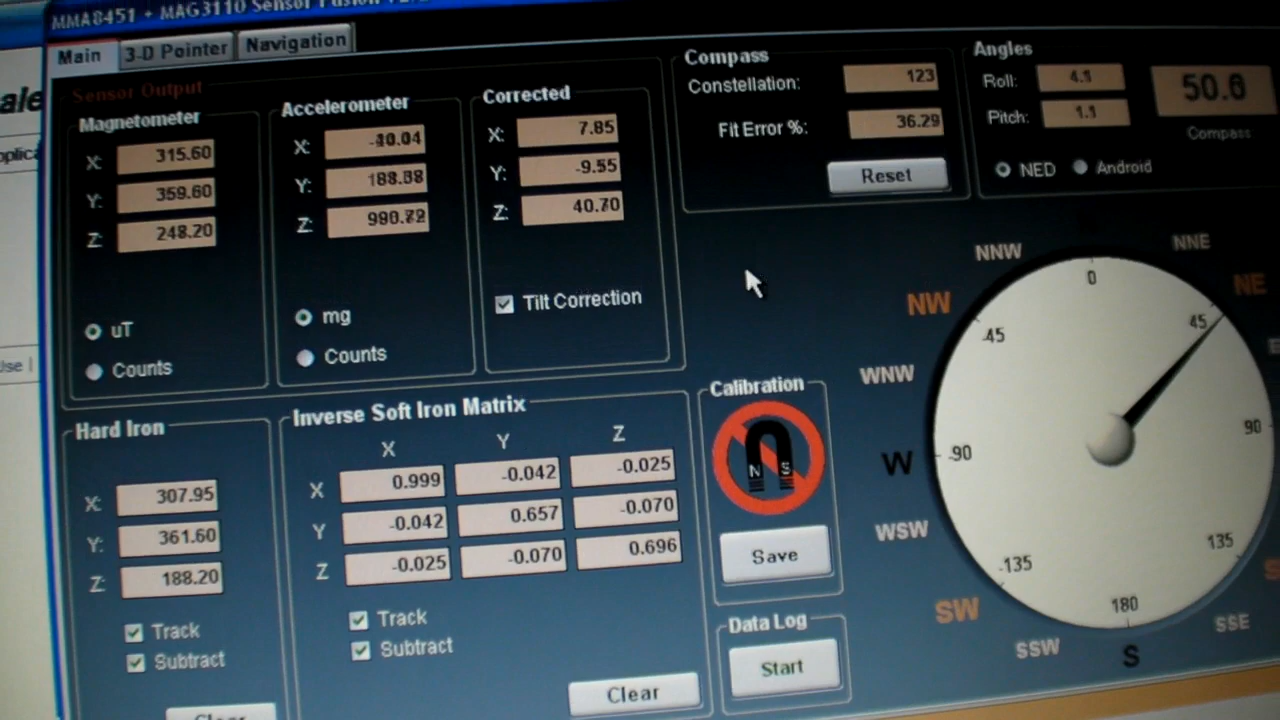 MMA8451 + MAG3110 Sensor Fusion
Main
3-D Pointer
Navigation
Sensor Output
Magnetometer
X: 315.60
Y: 359.60
Z: 248.20
uT
Counts
Accelerometer
X:
Y:
Z:
mg
Counts
Corrected
X: 7.85
Y: -9.55
Z: 40.70
Tilt Correction
Compass
Constellation: 123
Fit Error %: 36.29
Reset
Angles
Roll:
Pitch: 1.1
Compass
NED
Android
Hard Iron
X: 307.95
Y: 361.60
Z: 188.20
Track
Subtract
Clear
Inverse Soft Iron Matrix
X Y Z
X 0.999 -0.042 -0.025
Y -0.042 0.657 -0.070
Z -0.025 -0.070 0.696
Track
Subtract
Clear
Calibration
N S
Save
Data Log
Start
NNW
NNE
NW
NE
WNW
W
WSW
SW
SSW
S
SSE
0
-45
45
-90
90
-135
135
180